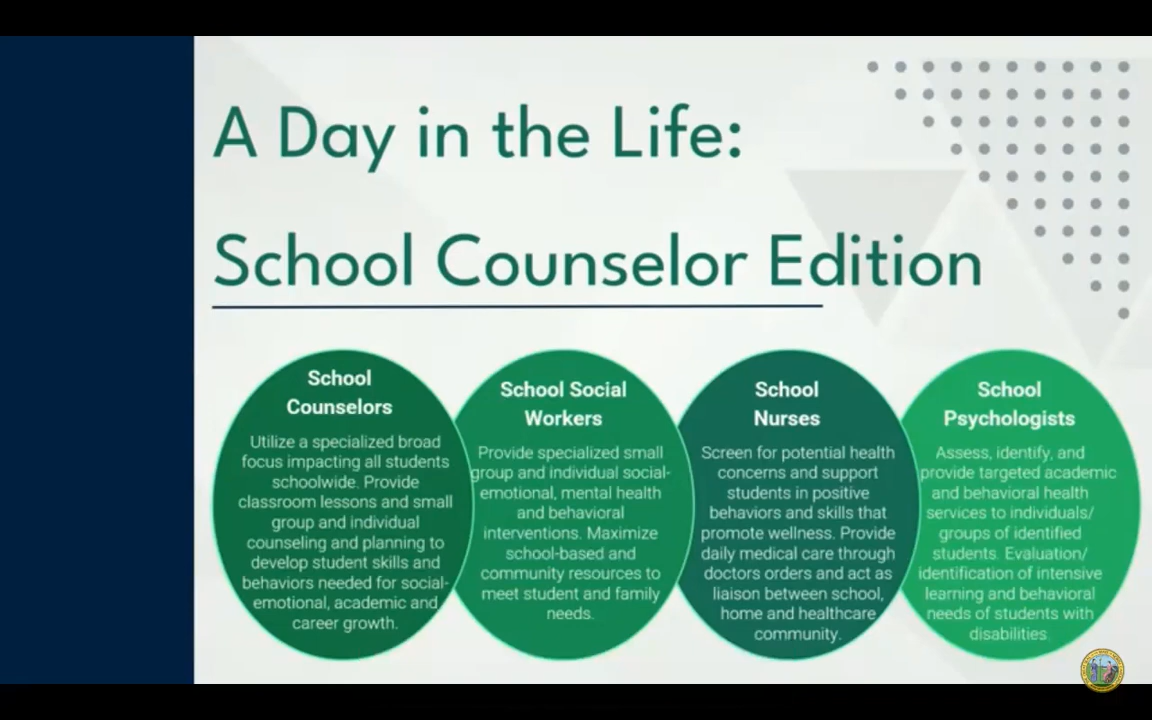 A Day in the Life:
School Counselor Edition
School
Counselors
Utilize a specialized broad
focus impacting all students
schoolwide. Provide
classroom lessons and small
group and individual
counseling and planning to
develop student skills and
behaviors needed for social-
emotional, academic and
career growth.
School Social
Workers
Provide specialized small
group and individual social-
emotional, mental health
and behavioral
interventions. Maximize
school-based and
community resources to
meet student and family
needs.
School
Nurses
Screen for potential health
concerns and support
students in positive
behaviors and skills that
promote wellness. Provide
daily medical care through
doctors orders and act as
liaison between school,
home and healthcare
community.
School
Psychologists
Assess, identify, and
provide targeted academic
and behavioral health
services to individuals/
groups of identified
students. Evaluation/
identification of intensive
learning and behavioral
needs of students with
disabilities.